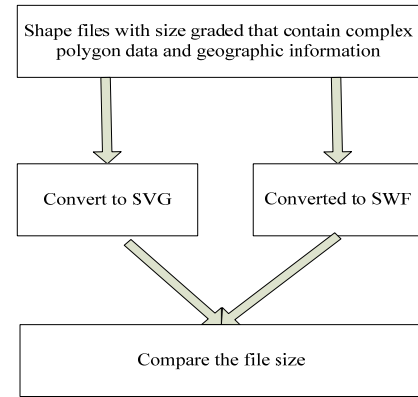 Shape files with size graded that contain complex
polygon data and geographic information
Convert to SVG
Converted to SWF
Compare the file size